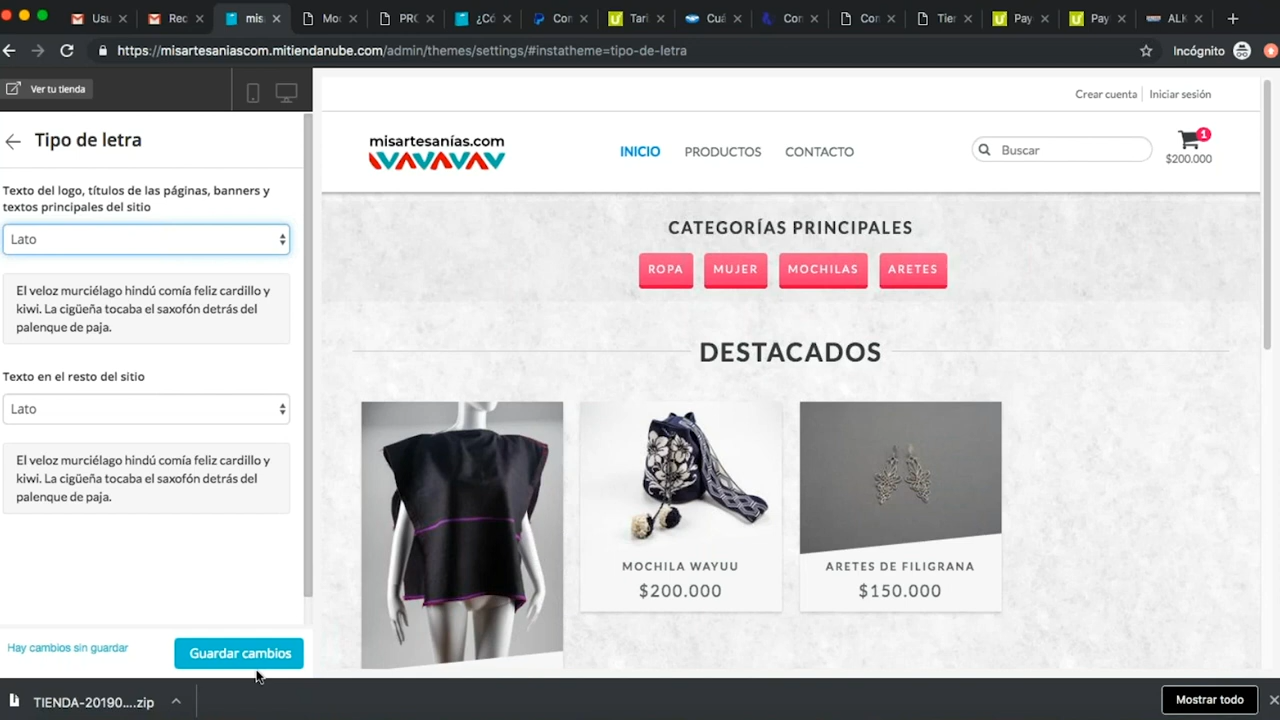 Usu
Rec
mis
Moc
PRO
¿Có
Con
Tari
Cuá
Con
Con
Tier
Pay
Pay
ALK
https://misartesaniascom.mitiendanube.com/admin/themes/settings/#instatheme=tipo-de-letra
Incógnito
Ver tu tienda
Tipo de letra
Texto del logo, títulos de las páginas, banners y
textos principales del sitio
Lato
El veloz murciélago hindú comía feliz cardillo y
kiwi. La cigüeña tocaba el saxofón detrás del
palenque de paja.
Texto en el resto del sitio
Lato
El veloz murciélago hindú comía feliz cardillo y
kiwi. La cigüeña tocaba el saxofón detrás del
palenque de paja.
Hay cambios sin guardar
Guardar cambios
Crear cuenta
Iniciar sesión
misartesanías.com
INICIO
PRODUCTOS
CONTACTO
Buscar
1
$200.000
CATEGORÍAS PRINCIPALES
ROPA
MUJER
MOCHILAS
ARETES
DESTACADOS
MOCHILA WAYUU
$200.000
ARETES DE FILIGRANA
$150.000
TIENDA-20190....zip
Mostrar todo